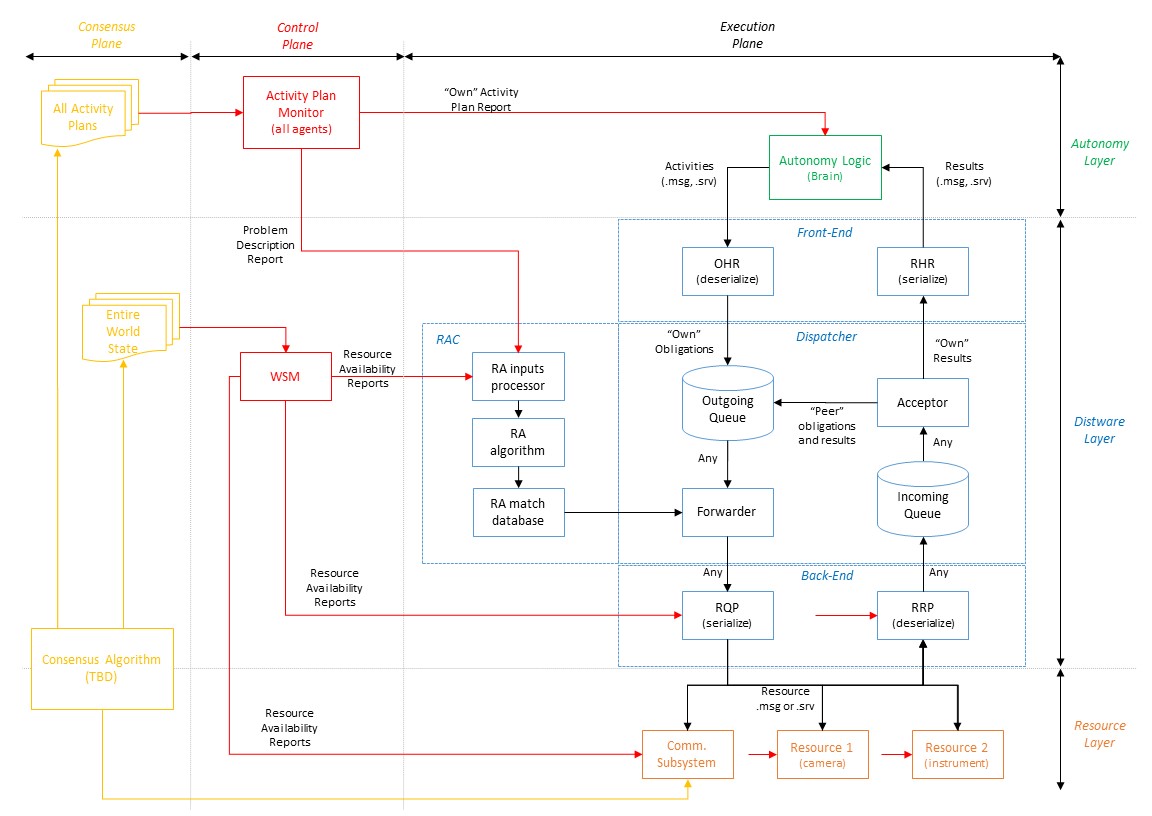 Consensus
Plane
Control
Plane
Execution
Plane
All Activity
Plans
Activity Plan
Monitor
(all agents)
“Own” Activity
Plan Report
Autonomy Logic
(Brain)
Activities
(.msg, .srv)
Results
(.msg, .srv)
Autonomy
Layer
Problem
Description
Report
Front-End
OHR
(deserialize)
RHR
(serialize)
Entire
World
State
WSM
Resource
Availability
Reports
RAC
RA inputs
processor
RA
algorithm
RA match
database
Dispatcher
“Own”
Obligations
“Own”
Results
Outgoing
Queue
“Peer”
obligations
and results
Acceptor
Any
Any
Forwarder
Incoming
Queue
Distware
Layer
Any
Any
Back-End
Resource
Availability
Reports
RQP
(serialize)
RRP
(deserialize)
Consensus Algorithm
(TBD)
Resource
.msg or .srv
Resource
Availability
Reports
Comm.
Subsystem
Resource 1
(camera)
Resource 2
(instrument)
Resource
Layer